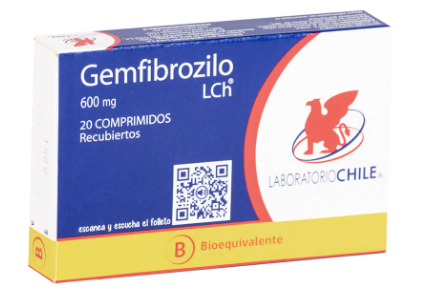 Gemfibrozilo
LCh®
600 mg
20 COMPRIMIDOS
Recubiertos
escanea y escucha el folleto
LABORATORIOCHILE®
B Bioequivalente
B